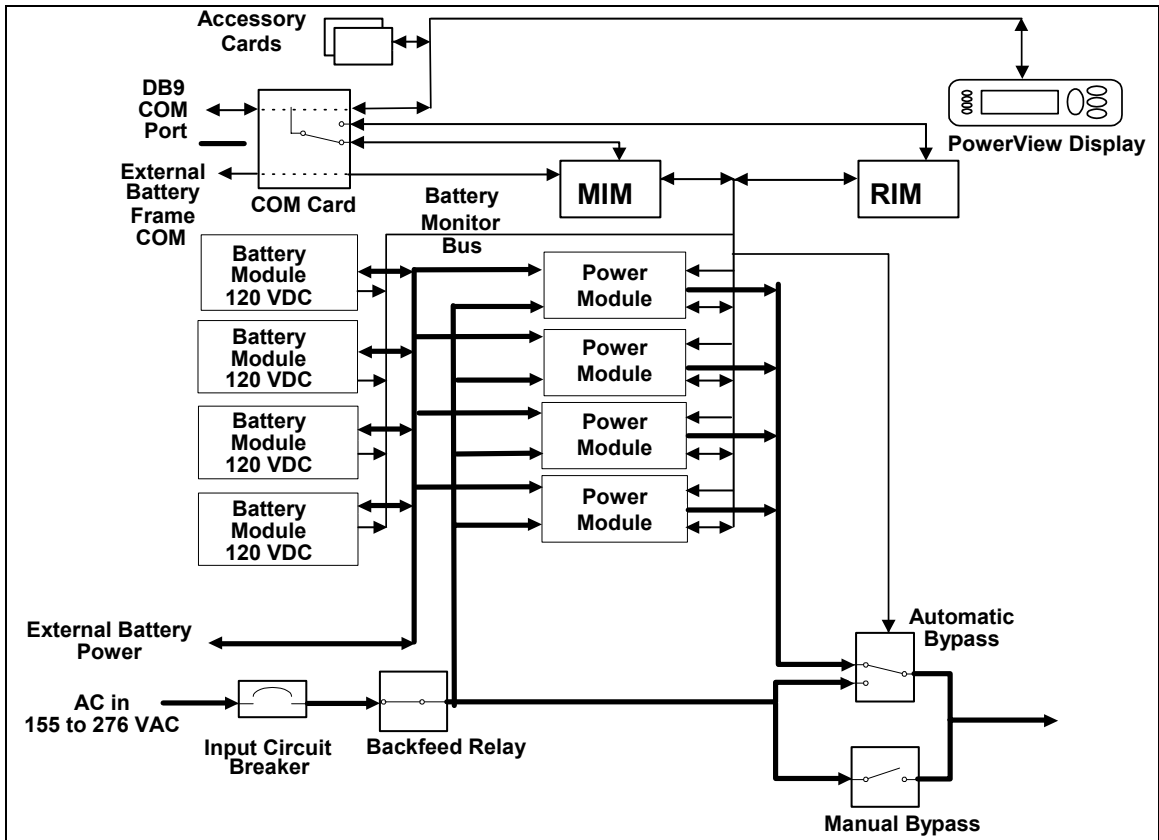 Accessory
Cards
DB9
COM
Port
PowerView Display
External
Battery
Frame
COM
COM Card
MIM
RIM
Battery
Monitor
Bus
Battery
Module
120 VDC
Power
Module
Battery
Module
120 VDC
Power
Module
Battery
Module
120 VDC
Power
Module
Battery
Module
120 VDC
Power
Module
External Battery
Power
Automatic
Bypass
AC in
155 to 276 VAC
Input Circuit
Breaker
Backfeed Relay
Manual Bypass